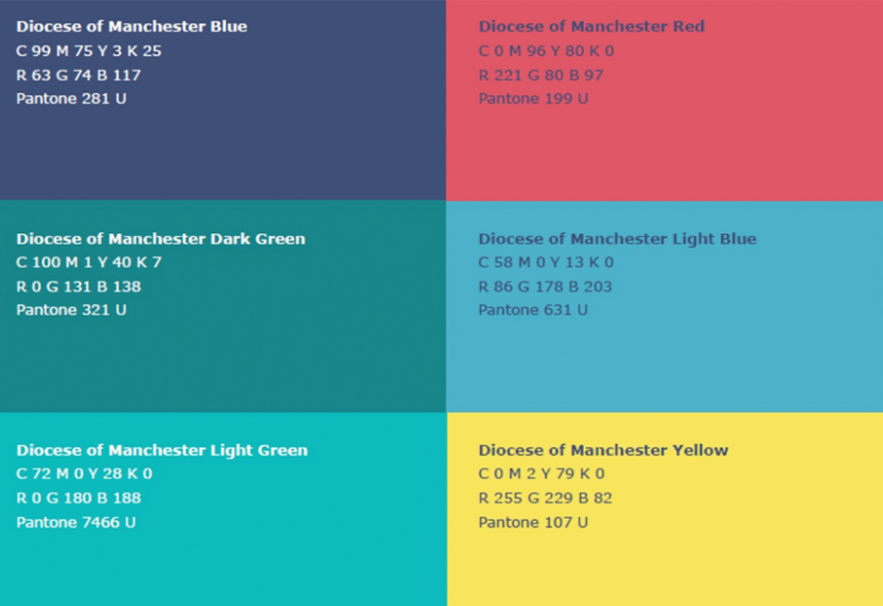 Diocese of Manchester Blue
C 99 M 75 Y 3 K 25
R 63 G 74 B 117
Pantone 281 U
Diocese of Manchester Red
C 0 M 96 Y 80 K 0
R 221 G 80 B 97
Pantone 199 U
Diocese of Manchester Dark Green
C 100 M 1 Y 40 K 7
R 0 G 131 B 138
Pantone 321 U
Diocese of Manchester Light Blue
C 58 M 0 Y 13 K 0
R 86 G 178 B 203
Pantone 631 U
Diocese of Manchester Light Green
C 72 M 0 Y 28 K 0
R 0 G 180 B 188
Pantone 7466 U
Diocese of Manchester Yellow
C 0 M 2 Y 79 K 0
R 255 G 229 B 82
Pantone 107 U